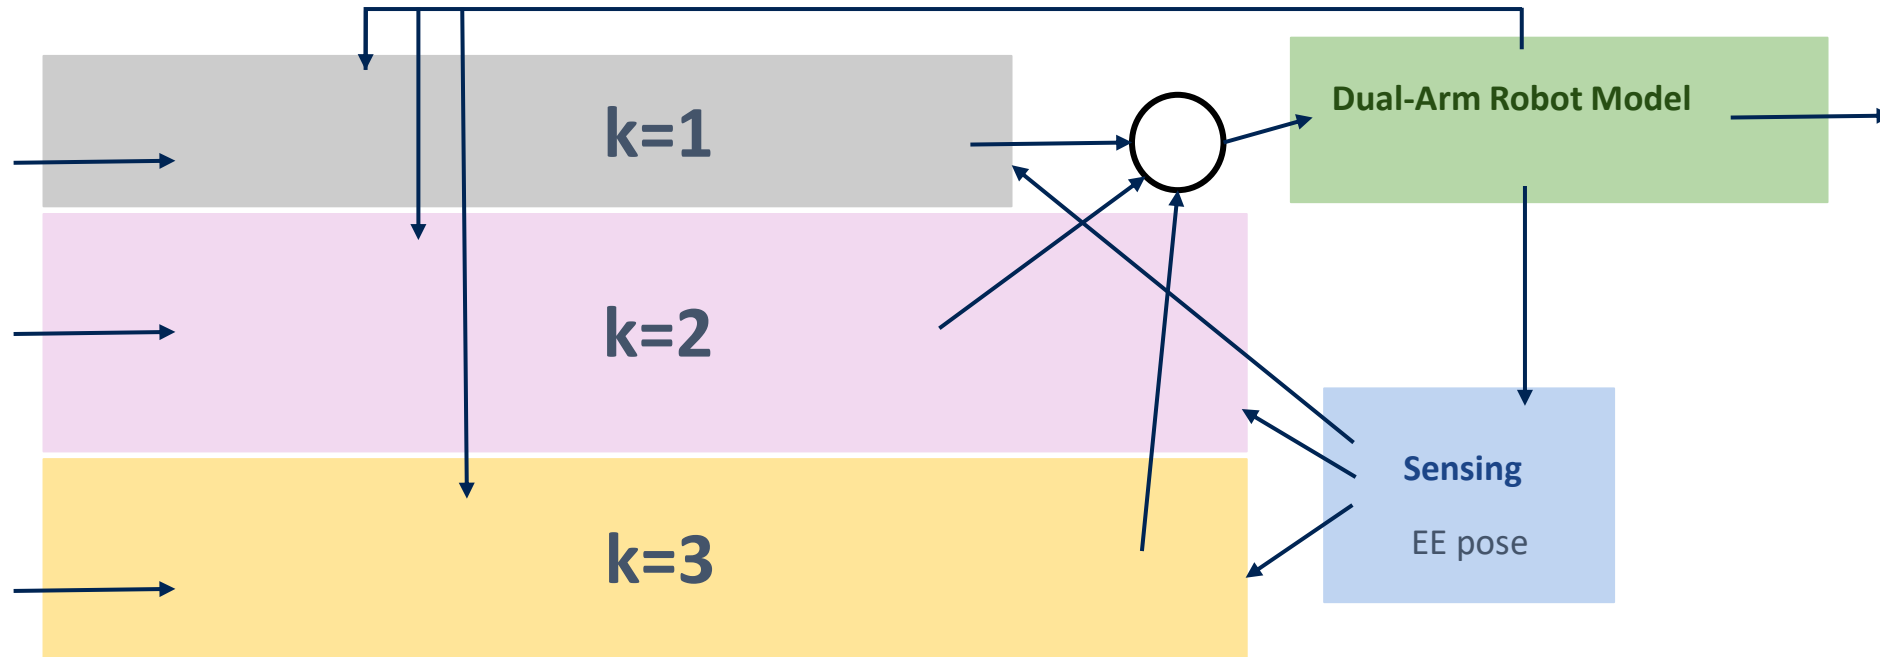 k=1
Dual-Arm Robot Model
k=2
Sensing
EE pose
k=3